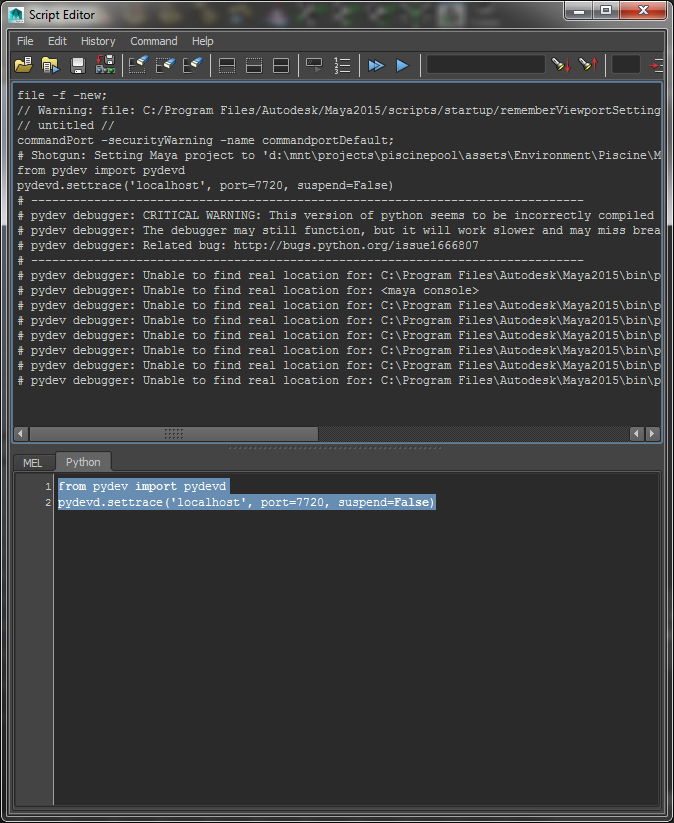 Script Editor
File Edit History Command Help
file -f -new;
// Warning: file: C:/Program Files/Autodesk/Maya2015/scripts/startup/rememberViewportSetting
// untitled //
commandPort -securityWarning -name commandportDefault;
# Shotgun: Setting Maya project to 'd:\mnt\projects\piscinepool\assets\Environment\Piscine\M
from pydev import pydevd
pydevd.settrace('localhost', port=7720, suspend=False)
# -------------------------------------------------------------------------------
# pydev debugger: CRITICAL WARNING: This version of python seems to be incorrectly compiled
# pydev debugger: The debugger may still function, but it will work slower and may miss brea
# pydev debugger: Related bug: http://bugs.python.org/issue1666807
# -------------------------------------------------------------------------------
# pydev debugger: Unable to find real location for: C:\Program Files\Autodesk\Maya2015\bin\p
# pydev debugger: Unable to find real location for: <maya console>
# pydev debugger: Unable to find real location for: C:\Program Files\Autodesk\Maya2015\bin\p
# pydev debugger: Unable to find real location for: C:\Program Files\Autodesk\Maya2015\bin\p
# pydev debugger: Unable to find real location for: C:\Program Files\Autodesk\Maya2015\bin\p
# pydev debugger: Unable to find real location for: C:\Program Files\Autodesk\Maya2015\bin\p
# pydev debugger: Unable to find real location for: C:\Program Files\Autodesk\Maya2015\bin\p
# pydev debugger: Unable to find real location for: C:\Program Files\Autodesk\Maya2015\bin\p
MEL Python
1 from pydev import pydevd
2 pydevd.settrace('localhost', port=7720, suspend=False)